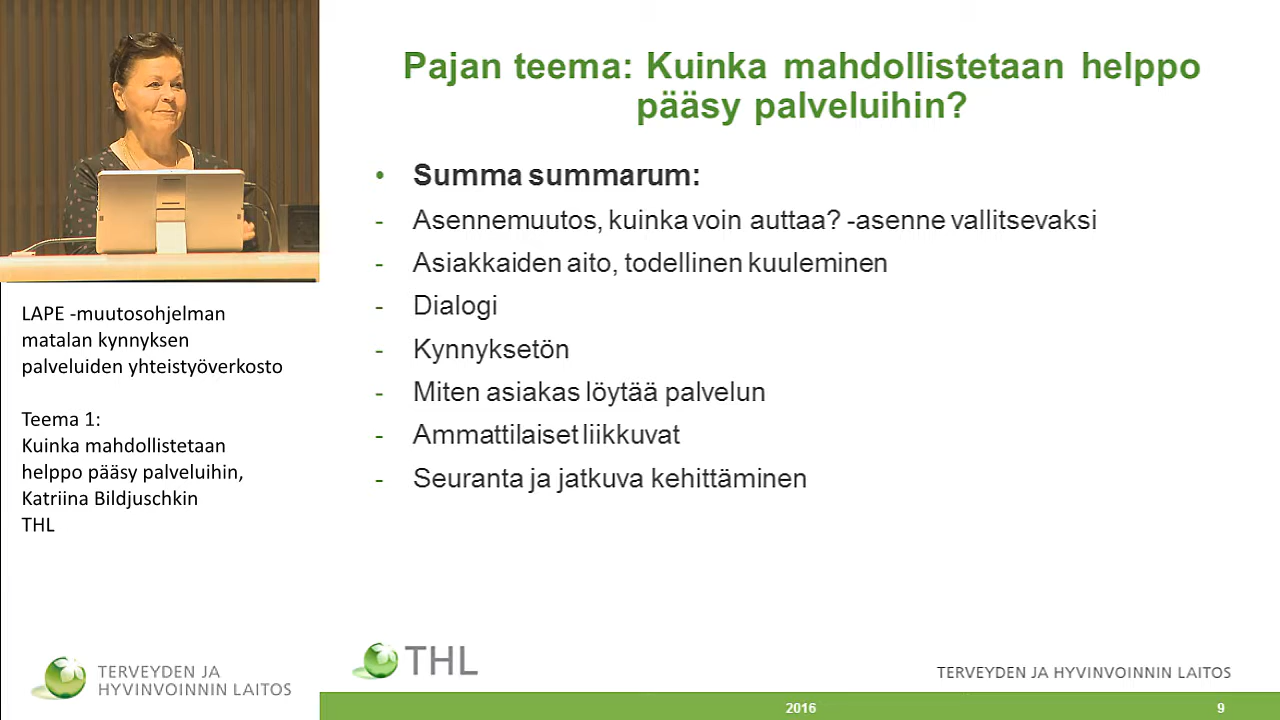 Pajan teema: Kuinka mahdollistetaan helppo
pääsy palveluihin?
• Summa summarum:
- Asennemuutos, kuinka voin auttaa? -asenne vallitsevaksi
- Asiakkaiden aito, todellinen kuuleminen
- Dialogi
- Kynnyksetön
- Miten asiakas löytää palvelun
- Ammattilaiset liikkuvat
- Seuranta ja jatkuva kehittäminen
LAPE -muutosohjelman
matalan kynnyksen
palveluiden yhteistyöverkosto
Teema 1:
Kuinka mahdollistetaan
helppo pääsy palveluihin,
Katriina Bildjuschkin
THL
TERVEYDEN JA
HYVINVOINNIN LAITOS
THL
TERVEYDEN JA HYVINVOINNIN LAITOS
2016
9